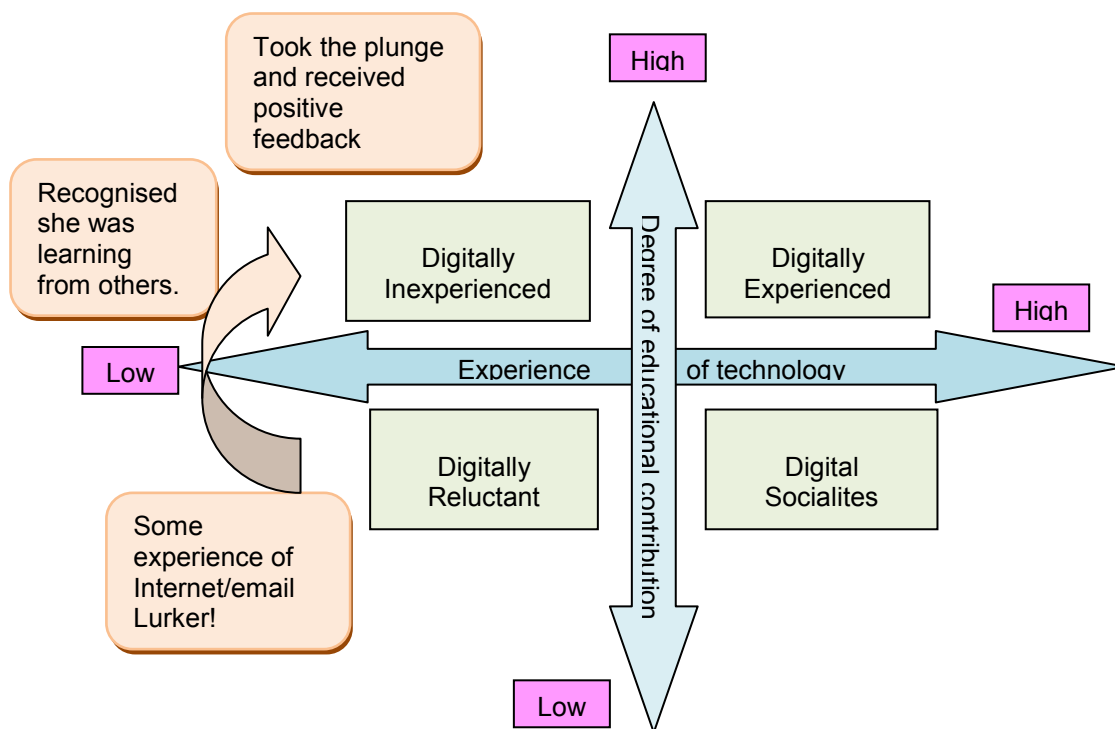 Took the plunge
and received
positive
feedback
High
Recognised
she was
learning
from others.
Digitally
Inexperienced
Digitally
Experienced
High
Low
Experience of technology
Degree of educational contribution
Digitally
Reluctant
Digital
Socialites
Some
experience of
Internet/email
Lurker!
Low